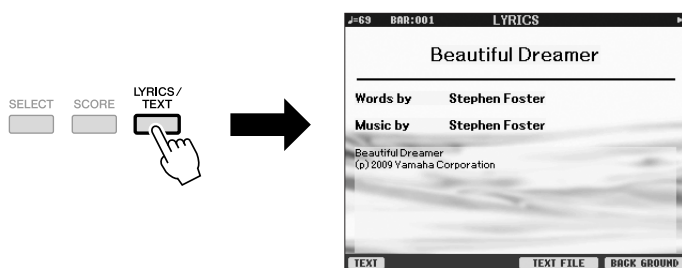 SELECT SCORE LYRICS/
TEXT
♩=69 BAR:001 LYRICS
Beautiful Dreamer
Words by Stephen Foster
Music by Stephen Foster
Beautiful Dreamer
(p) 2009 Yamaha Corporation
TEXT TEXT FILE BACK GROUND